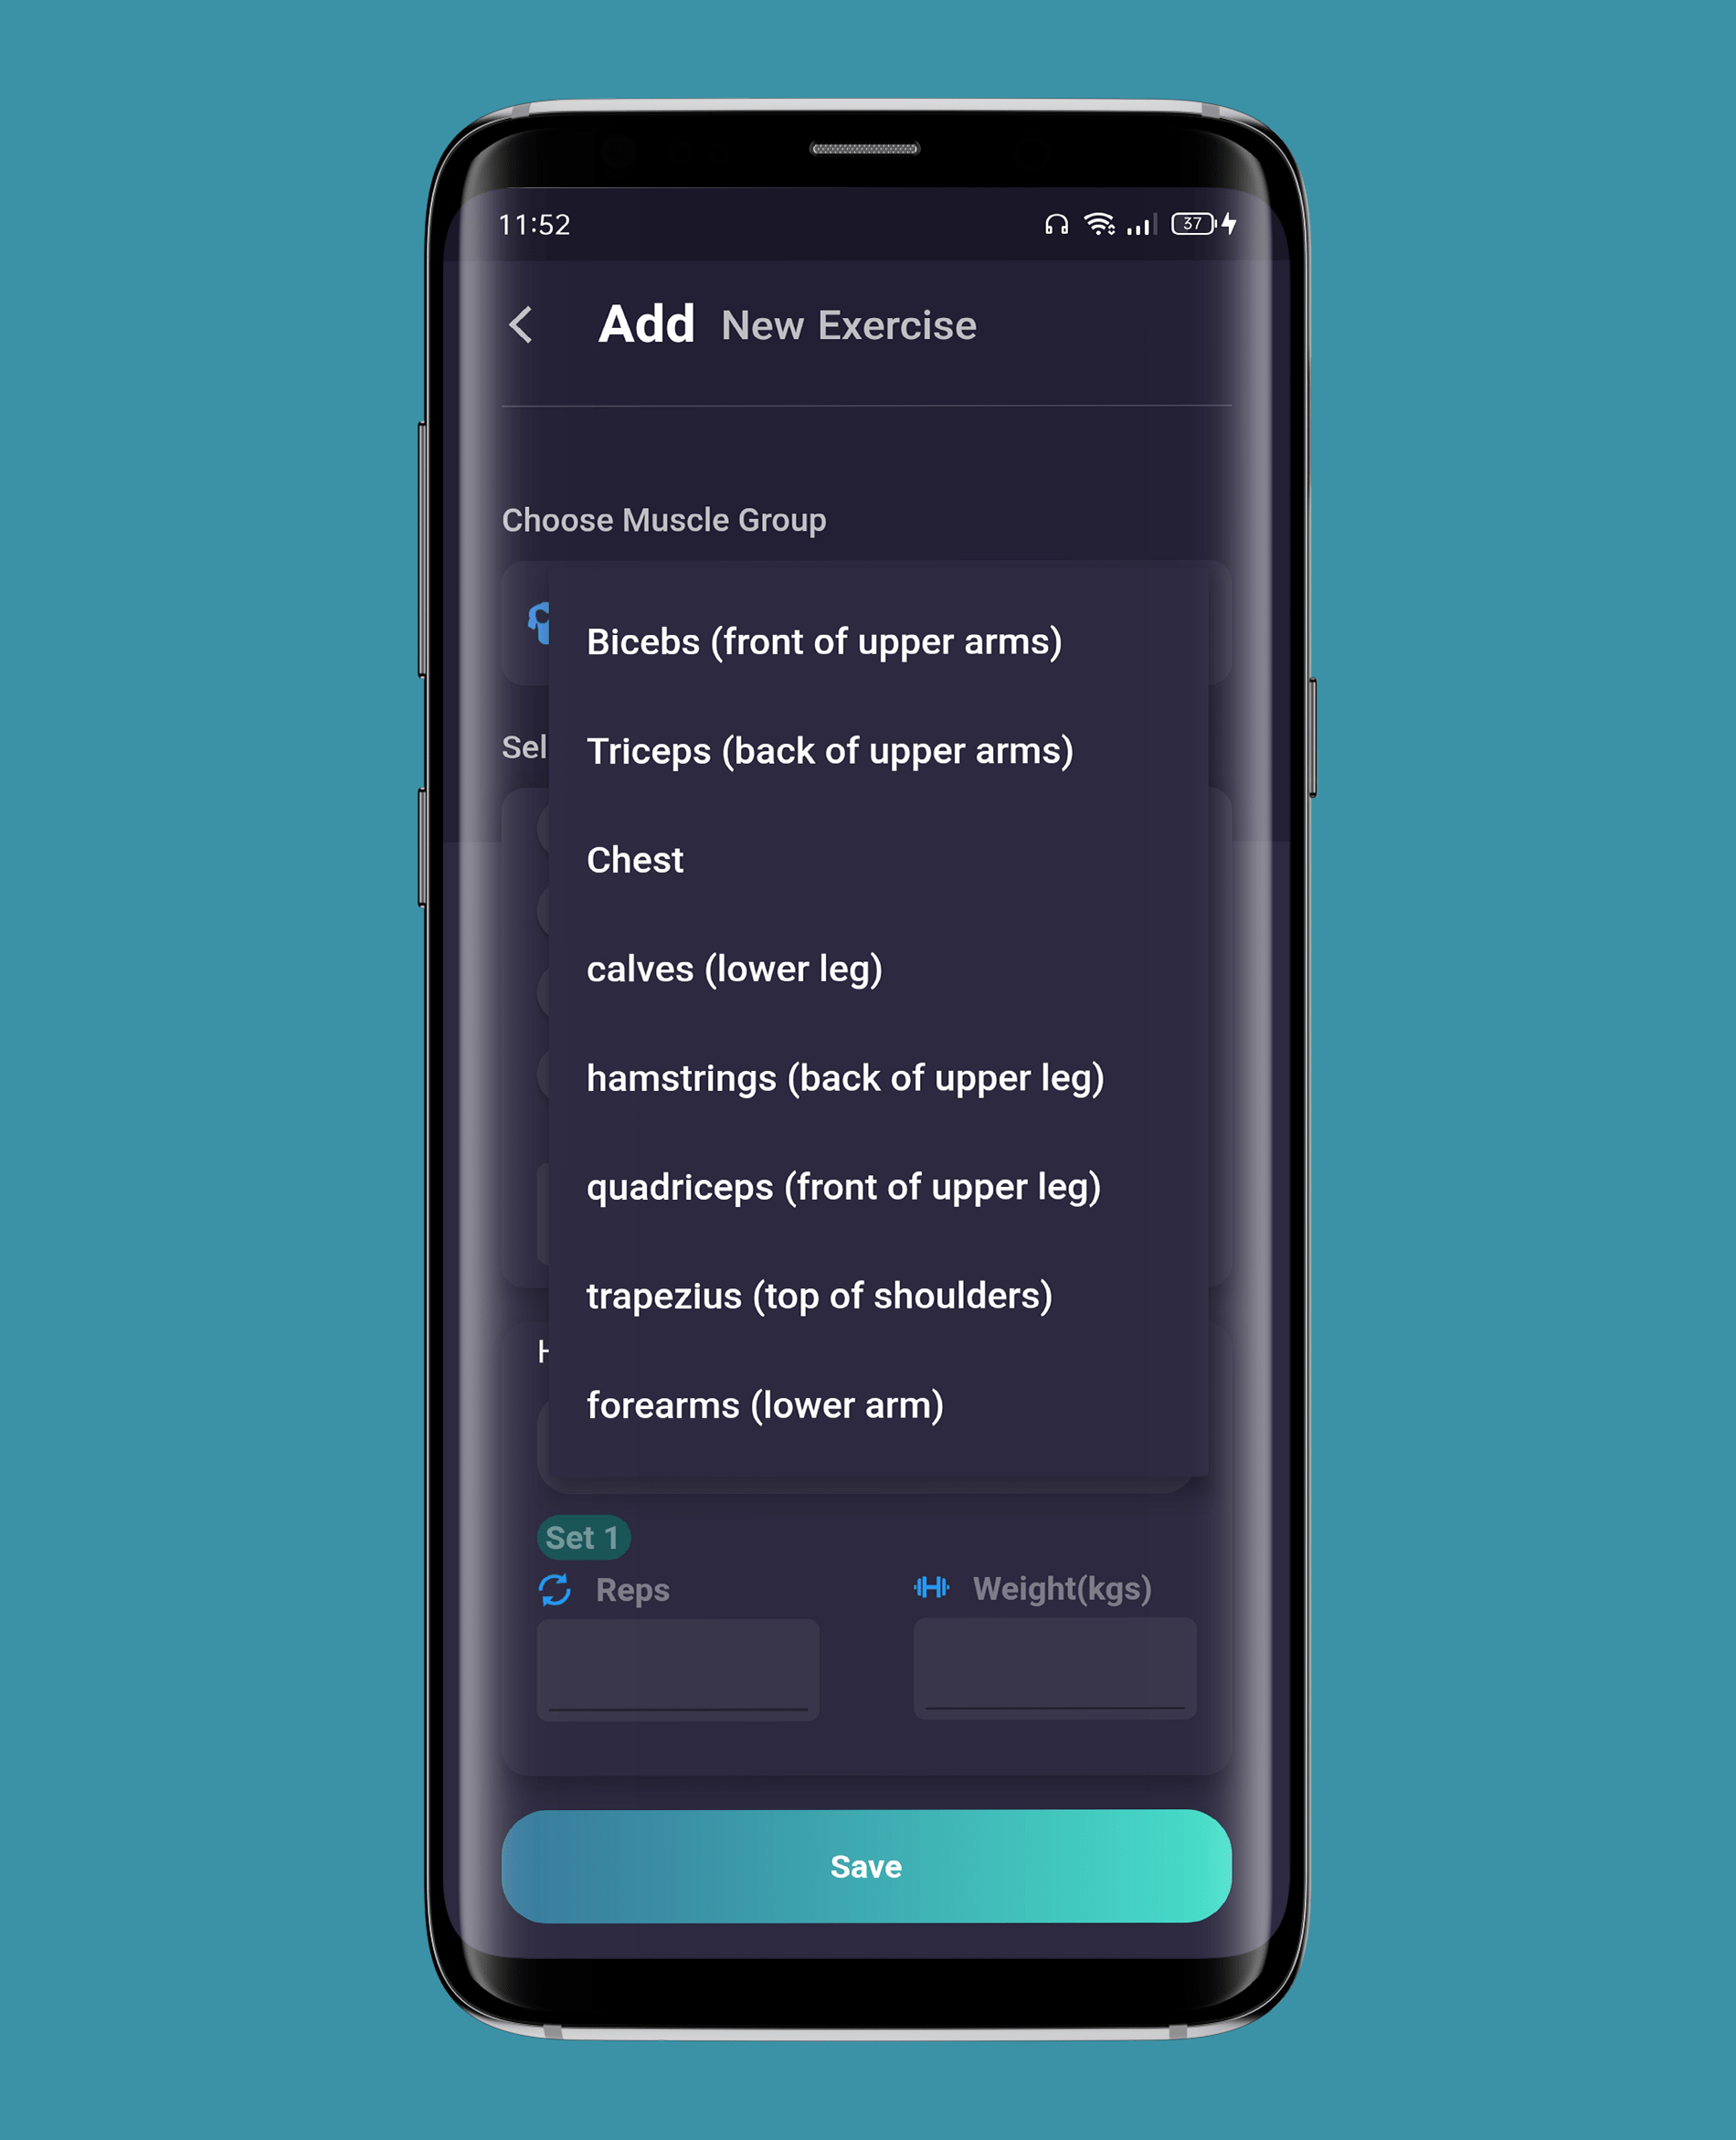 11:52
37
Add New Exercise
Choose Muscle Group
Bicebs (front of upper arms)
Sel
Triceps (back of upper arms)
Chest
calves (lower leg)
hamstrings (back of upper leg)
quadriceps (front of upper leg)
trapezius (top of shoulders)
H
forearms (lower arm)
Set 1
Reps
Weight(kgs)
Save